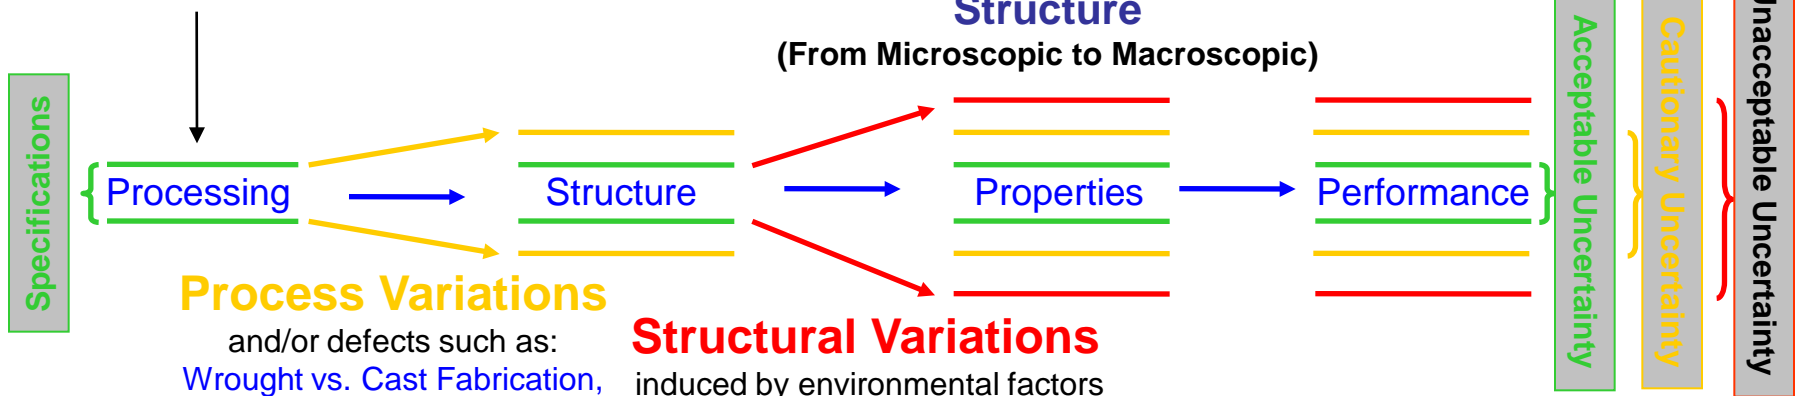 Structure
(From Microscopic to Macroscopic)
Specifications
Processing
Structure
Properties
Performance
Acceptable Uncertainty
Cautionary Uncertainty
Unacceptable Uncertainty
Process Variations
and/or defects such as:
Wrought vs. Cast Fabrication,
Structural Variations
induced by environmental factors